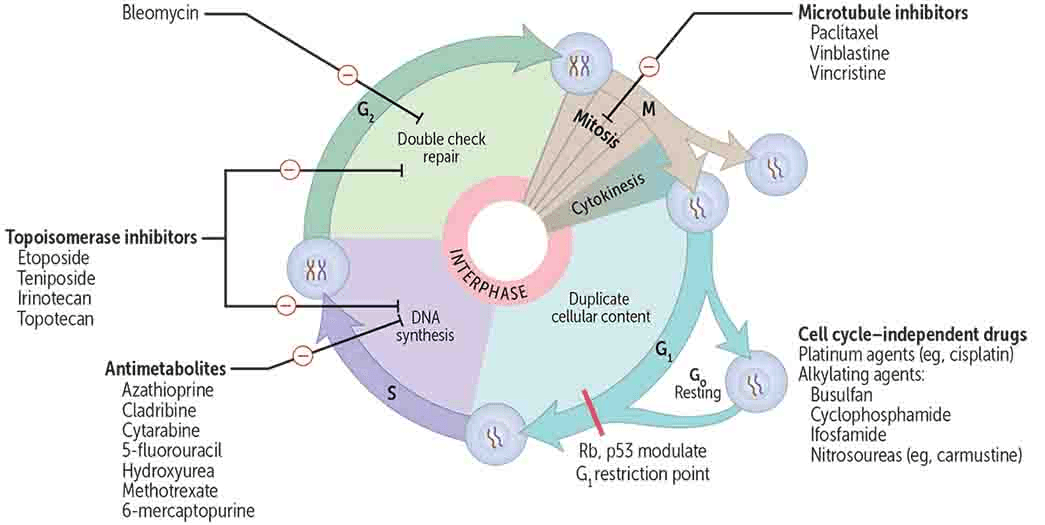 Bleomycin
Microtubule inhibitors
Paclitaxel
Vinblastine
Vincristine
G2
Double check
repair
Mitosis
M
Cytokinesis
Topoisomerase inhibitors
Etoposide
Teniposide
Irinotecan
Topotecan
INTERPHASE
DNA
synthesis
Duplicate
cellular content
G1
G0
Resting
S
Antimetabolites
Azathioprine
Cladribine
Cytarabine
5-fluorouracil
Hydroxyurea
Methotrexate
6-mercaptopurine
Rb, p53 modulate
G1 restriction point
Cell cycle–independent drugs
Platinum agents (eg, cisplatin)
Alkylating agents:
Busulfan
Cyclophosphamide
Ifosfamide
Nitrosoureas (eg, carmustine)